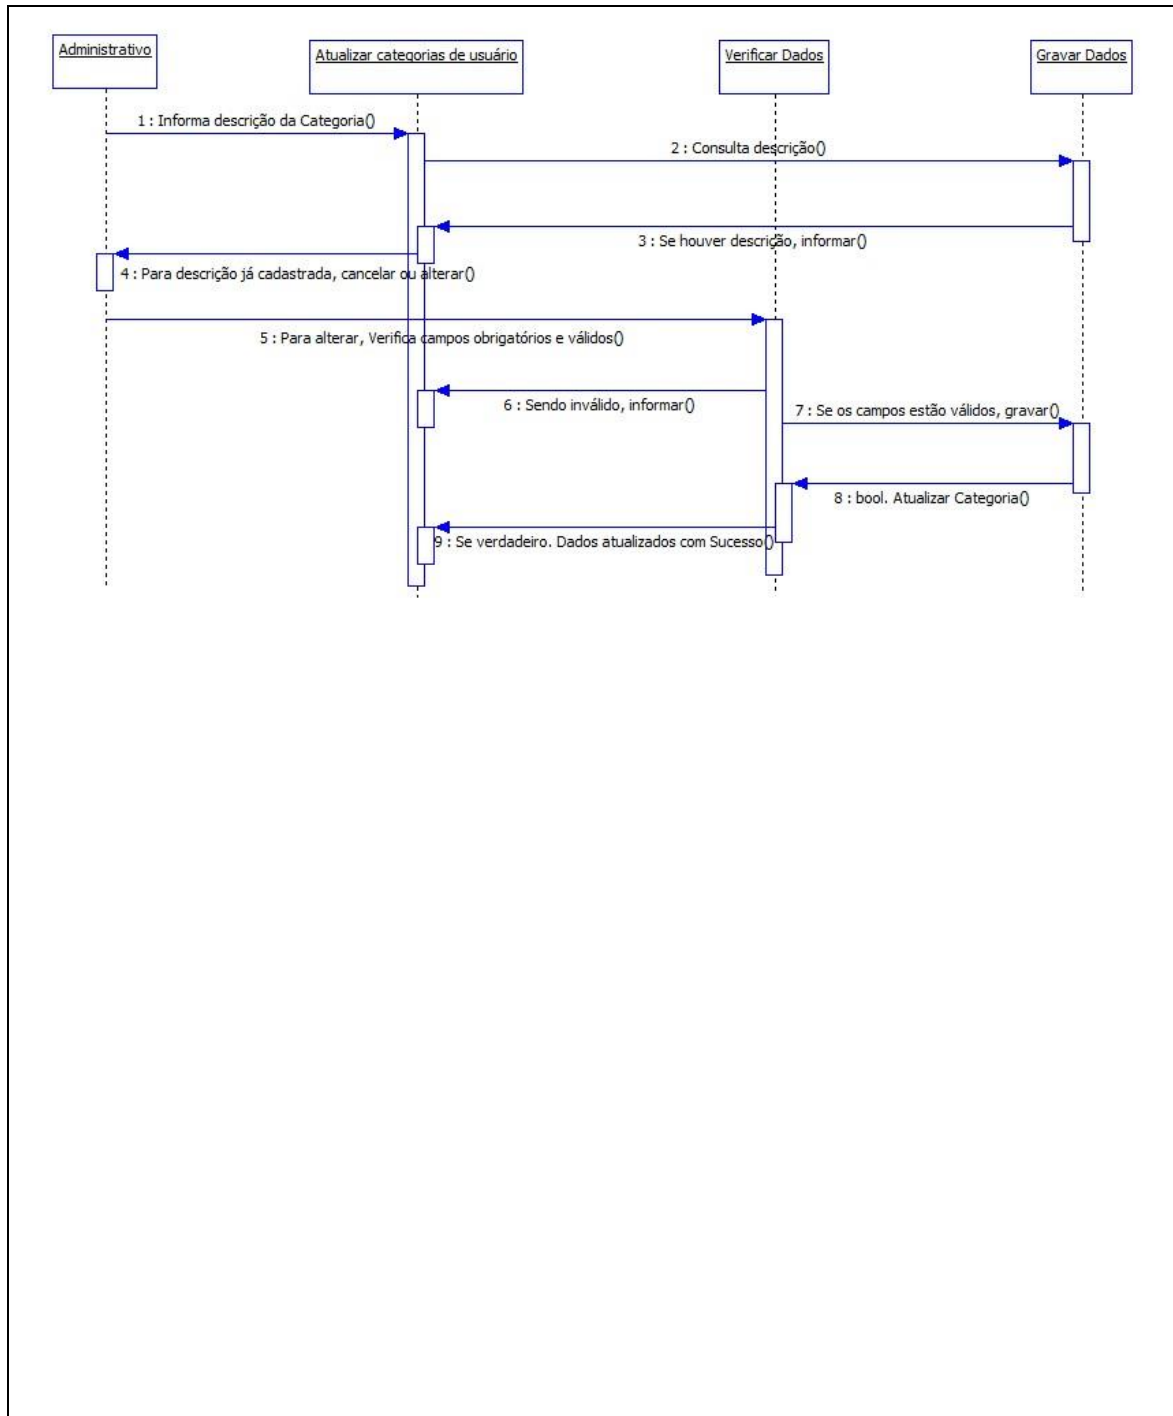 Administrativo
Atualizar categorias de usuário
Verificar Dados
Gravar Dados
1 : Informa descrição da Categoria()
2 : Consulta descrição()
3 : Se houver descrição, informar()
4 : Para descrição já cadastrada, cancelar ou alterar()
5 : Para alterar, Verifica campos obrigatórios e válidos()
6 : Sendo inválido, informar()
7 : Se os campos estão válidos, gravar()
8 : bool. Atualizar Categoria()
9 : Se verdadeiro. Dados atualizados com Sucesso()